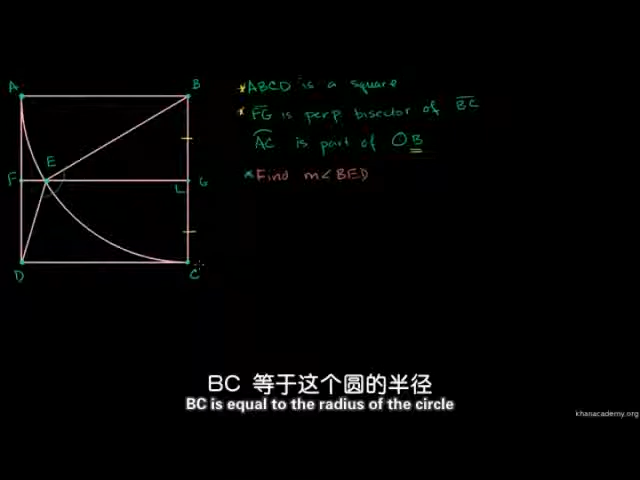 A B
* ABCD is a square
* FG is perp. bisector of BC
AC is part of ⊙B
E
F L G
* Find m∠BED
D C
BC 等于这个圆的半径
BC is equal to the radius of the circle
khanacademy.org